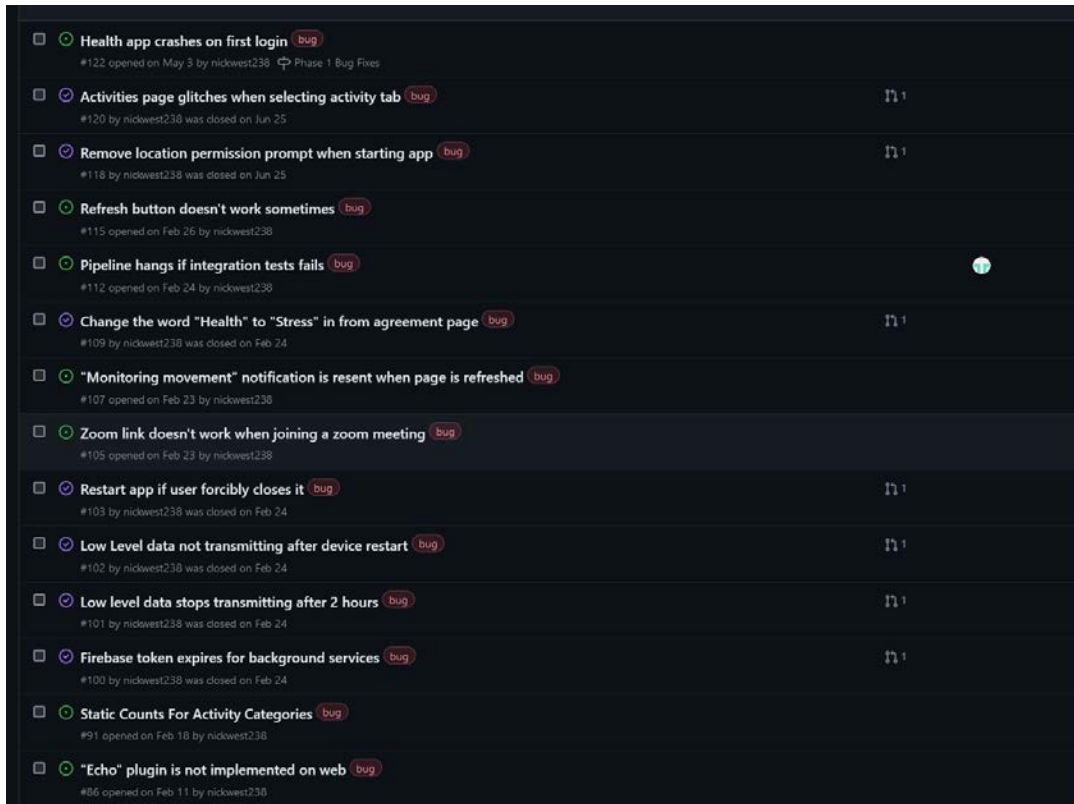 Health app crashes on first login bug
#122 opened on May 3 by nickwest238 Phase 1 Bug Fixes
Activities page glitches when selecting activity tab bug 1
#120 by nickwest238 was closed on Jun 25
Remove location permission prompt when starting app bug 1
#118 by nickwest238 was closed on Jun 25
Refresh button doesn't work sometimes bug
#115 opened on Feb 26 by nickwest238
Pipeline hangs if integration tests fails bug
#112 opened on Feb 24 by nickwest238
Change the word "Health" to "Stress" in from agreement page bug 1
#109 by nickwest238 was closed on Feb 24
"Monitoring movement" notification is resent when page is refreshed bug
#107 opened on Feb 23 by nickwest238
Zoom link doesn't work when joining a zoom meeting bug
#105 opened on Feb 23 by nickwest238
Restart app if user forcibly closes it bug 1
#103 by nickwest238 was closed on Feb 24
Low Level data not transmitting after device restart bug 1
#102 by nickwest238 was closed on Feb 24
Low level data stops transmitting after 2 hours bug 1
#101 by nickwest238 was closed on Feb 24
Firebase token expires for background services bug 1
#100 by nickwest238 was closed on Feb 24
Static Counts For Activity Categories bug
#91 opened on Feb 18 by nickwest238
"Echo" plugin is not implemented on web bug
#86 opened on Feb 11 by nickwest238